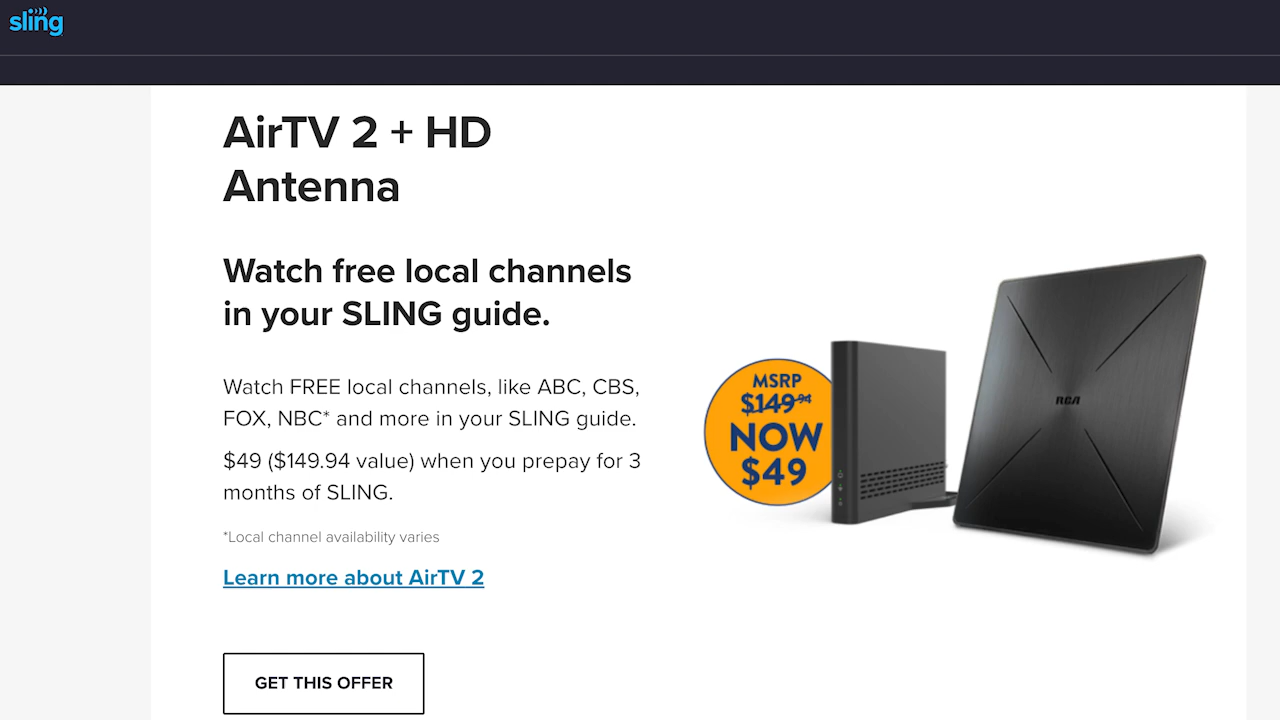 sling
AirTV 2 + HD
Antenna
Watch free local channels
in your SLING guide.
Watch FREE local channels, like ABC, CBS,
FOX, NBC* and more in your SLING guide.
$49 ($149.94 value) when you prepay for 3
months of SLING.
*Local channel availability varies
Learn more about AirTV 2
GET THIS OFFER
MSRP
$149 94
NOW
$49
RCA